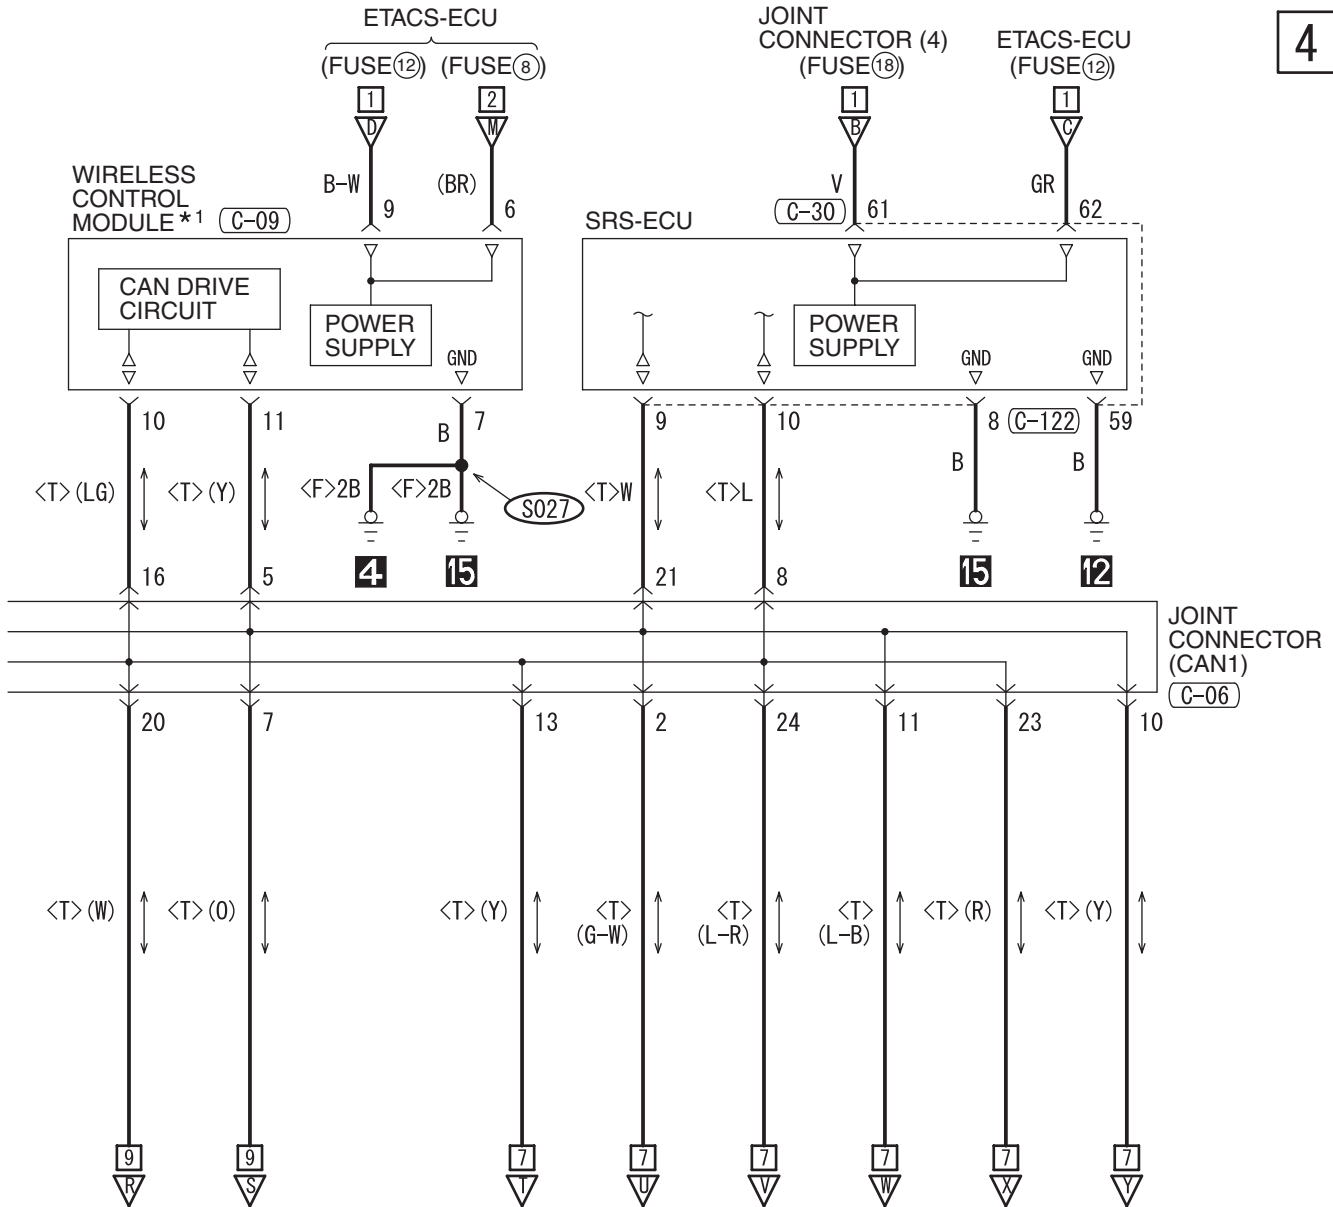 ETACS-ECU
(FUSE⑫) (FUSE⑧)
JOINT
CONNECTOR (4)
(FUSE⑱)
ETACS-ECU
(FUSE⑫)
4
1 2 1 1
D M B C
WIRELESS
CONTROL
MODULE*1
C-09
B-W 9
(BR) 6
SRS-ECU
V
C-30 61
GR 62
CAN DRIVE
CIRCUIT
POWER
SUPPLY
GND
POWER
SUPPLY
GND
GND
10 11 7 9 10 8 C-122 59
B B B
<T>(LG) <T>(Y) <F>2B <F>2B S027 <T>W <T>L
4 15 15 12
16 5 21 8
JOINT
CONNECTOR
(CAN1)
C-06
20 7 13 2 24 11 23 10
<T>(W) <T>(O) <T>(Y) <T>
(G-W) <T>
(L-R) <T>
(L-B) <T>(R) <T>(Y)
9 9 7 7 7 7 7 7
R S T U V W X Y